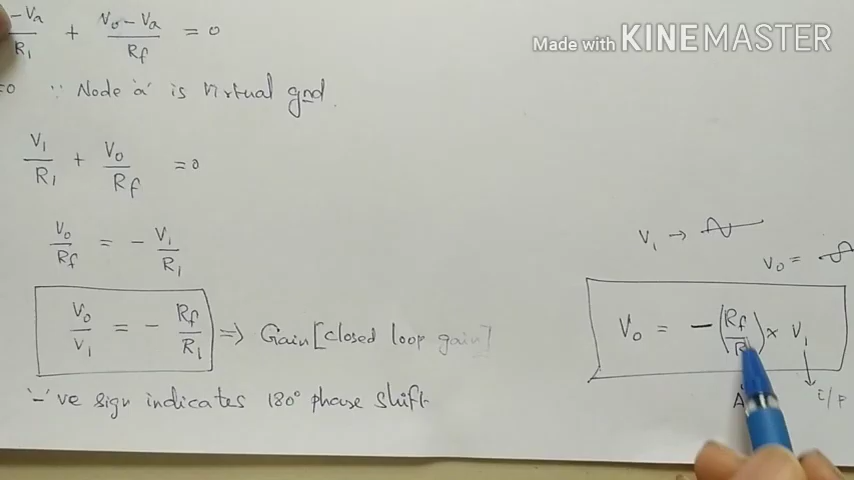 Made with KINEMASTER
-Va/R1 + Vo-Va/Rf = 0
=0 ∵ Node 'a' is virtual gnd.
V1/R1 + Vo/Rf = 0
Vo/Rf = - V1/R1
Vo/V1 = - Rf/R1 ⇒ Gain[closed loop gain]
'-'ve sign indicates 180° phase shift
V1 →
Vo =
Vo = -(Rf/R) × V1
A
i/p